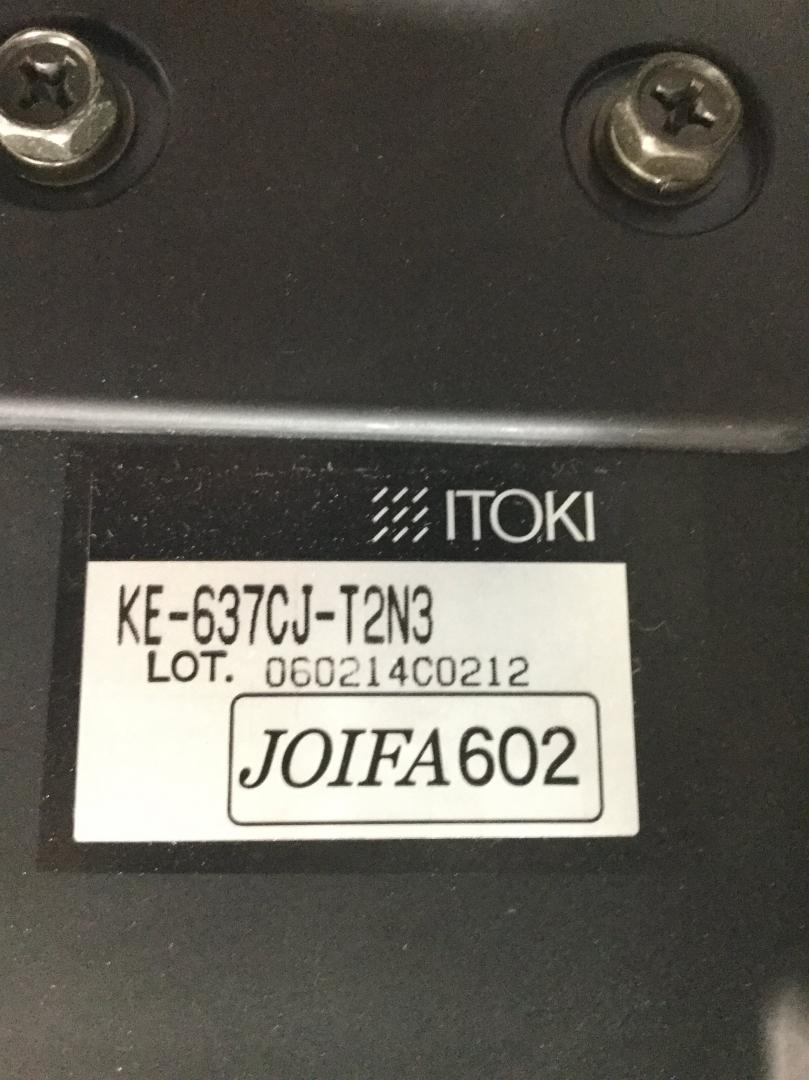 ITOKI
KE-637CJ-T2N3
LOT. 060214C0212
JOIFA602